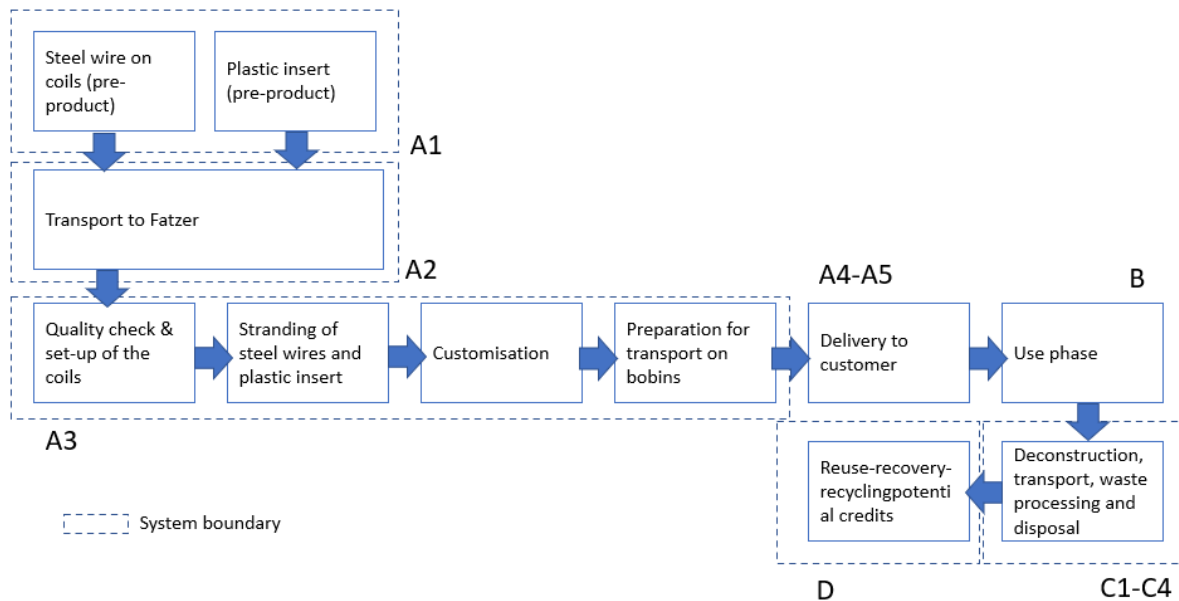 Steel wire on
coils (pre-
product)
Plastic insert
(pre-product)
A1
Transport to Fatzer
A2
A4-A5
B
Quality check &
set-up of the
coils
Stranding of
steel wires and
plastic insert
Customisation
Preparation for
transport on
bobins
Delivery to
customer
Use phase
A3
Reuse-recovery-
recyclingpotenti
al credits
Deconstruction,
transport, waste
processing and
disposal
System boundary
D
C1-C4